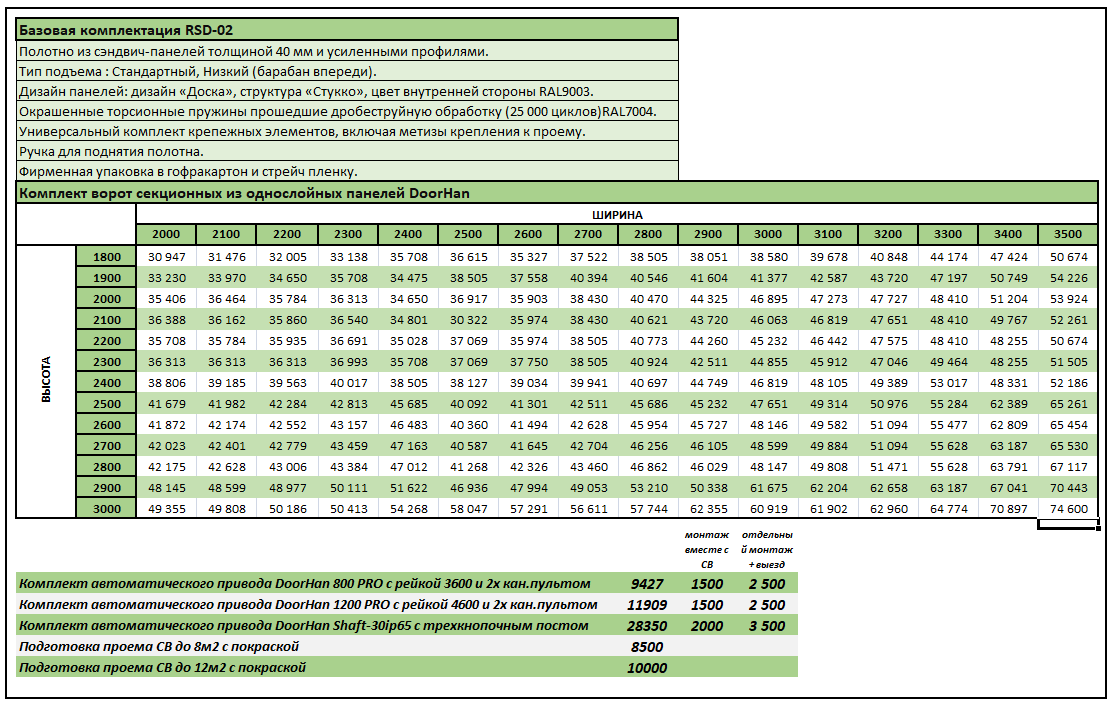 Базовая комплектация RSD-02
Полотно из сэндвич-панелей толщиной 40 мм и усиленными профилями.
Тип подъема : Стандартный, Низкий (барабан впереди).
Дизайн панелей: дизайн «Доска», структура «Стукко», цвет внутренней стороны RAL9003.
Окрашенные торсионные пружины прошедшие дробеструйную обработку (25 000 циклов)RAL7004.
Универсальный комплект крепежных элементов, включая метизы крепления к проему.
Ручка для поднятия полотна.
Фирменная упаковка в гофракартон и стрейч пленку.
Комплект ворот секционных из однослойных панелей DoorHan
ШИРИНА
2000 2100 2200 2300 2400 2500 2600 2700 2800 2900 3000 3100 3200 3300 3400 3500
ВЫСОТА
1800 30 947 31 476 32 005 33 138 35 708 36 615 35 327 37 522 38 505 38 051 38 580 39 678 40 848 44 174 47 424 50 674
1900 33 230 33 970 34 650 35 708 34 475 38 505 37 558 40 394 40 546 41 604 41 377 42 587 43 720 47 197 50 749 54 226
2000 35 406 36 464 35 784 36 313 34 650 36 917 35 903 38 430 40 470 44 325 46 895 47 273 47 727 48 410 51 204 53 924
2100 36 388 36 162 35 860 36 540 34 801 30 322 35 974 38 430 40 621 43 720 46 063 46 819 47 651 48 410 49 767 52 261
2200 35 708 35 784 35 935 36 691 35 028 37 069 35 974 38 505 40 773 44 260 45 232 46 442 47 575 48 410 48 255 50 674
2300 36 313 36 313 36 313 36 993 35 708 37 069 37 750 38 505 40 924 42 511 44 855 45 912 47 046 49 464 48 255 51 505
2400 38 806 39 185 39 563 40 017 38 505 38 127 39 034 39 941 40 697 44 749 46 819 48 105 49 389 53 017 48 331 52 186
2500 41 679 41 982 42 284 42 813 45 685 40 092 41 301 42 511 45 686 45 232 47 651 49 314 50 976 55 284 62 389 65 261
2600 41 872 42 174 42 552 43 157 46 483 40 360 41 494 42 628 45 954 45 727 48 146 49 582 51 094 55 477 62 809 65 454
2700 42 023 42 401 42 779 43 459 47 163 40 587 41 645 42 704 46 256 46 105 48 599 49 884 51 094 55 628 63 187 65 530
2800 42 175 42 628 43 006 43 384 47 012 41 268 42 326 43 460 46 862 46 029 48 147 49 808 51 471 55 628 63 791 67 117
2900 48 145 48 599 48 977 50 111 51 622 46 936 47 994 49 053 53 210 50 338 61 675 62 204 62 658 63 187 67 041 70 443
3000 49 355 49 808 50 186 50 413 54 268 58 047 57 291 56 611 57 744 62 355 60 919 61 902 62 960 64 774 70 897 74 600
монтаж отдельны
вместе с й монтаж
СВ + выезд
Комплект автоматического привода DoorHan 800 PRO с рейкой 3600 и 2х кан.пультом 9427 1500 2 500
Комплект автоматического привода DoorHan 1200 PRO с рейкой 4600 и 2х кан.пультом 11909 1500 2 500
Комплект автоматического привода DoorHan Shaft-30ip65 с трехкнопочным постом 28350 2000 3 500
Подготовка проема СВ до 8м2 с покраской 8500
Подготовка проема СВ до 12м2 с покраской 10000